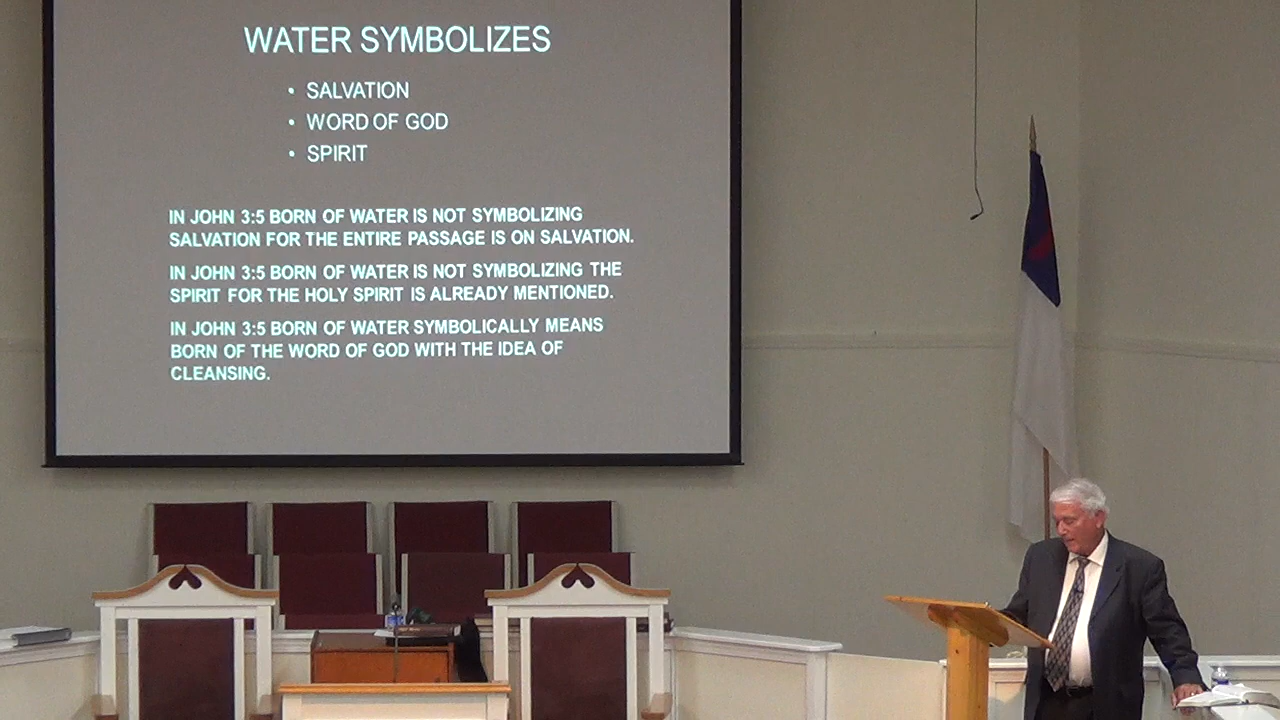 WATER SYMBOLIZES
• SALVATION
• WORD OF GOD
• SPIRIT
IN JOHN 3:5 BORN OF WATER IS NOT SYMBOLIZING
SALVATION FOR THE ENTIRE PASSAGE IS ON SALVATION.
IN JOHN 3:5 BORN OF WATER IS NOT SYMBOLIZING THE
SPIRIT FOR THE HOLY SPIRIT IS ALREADY MENTIONED.
IN JOHN 3:5 BORN OF WATER SYMBOLICALLY MEANS
BORN OF THE WORD OF GOD WITH THE IDEA OF
CLEANSING.